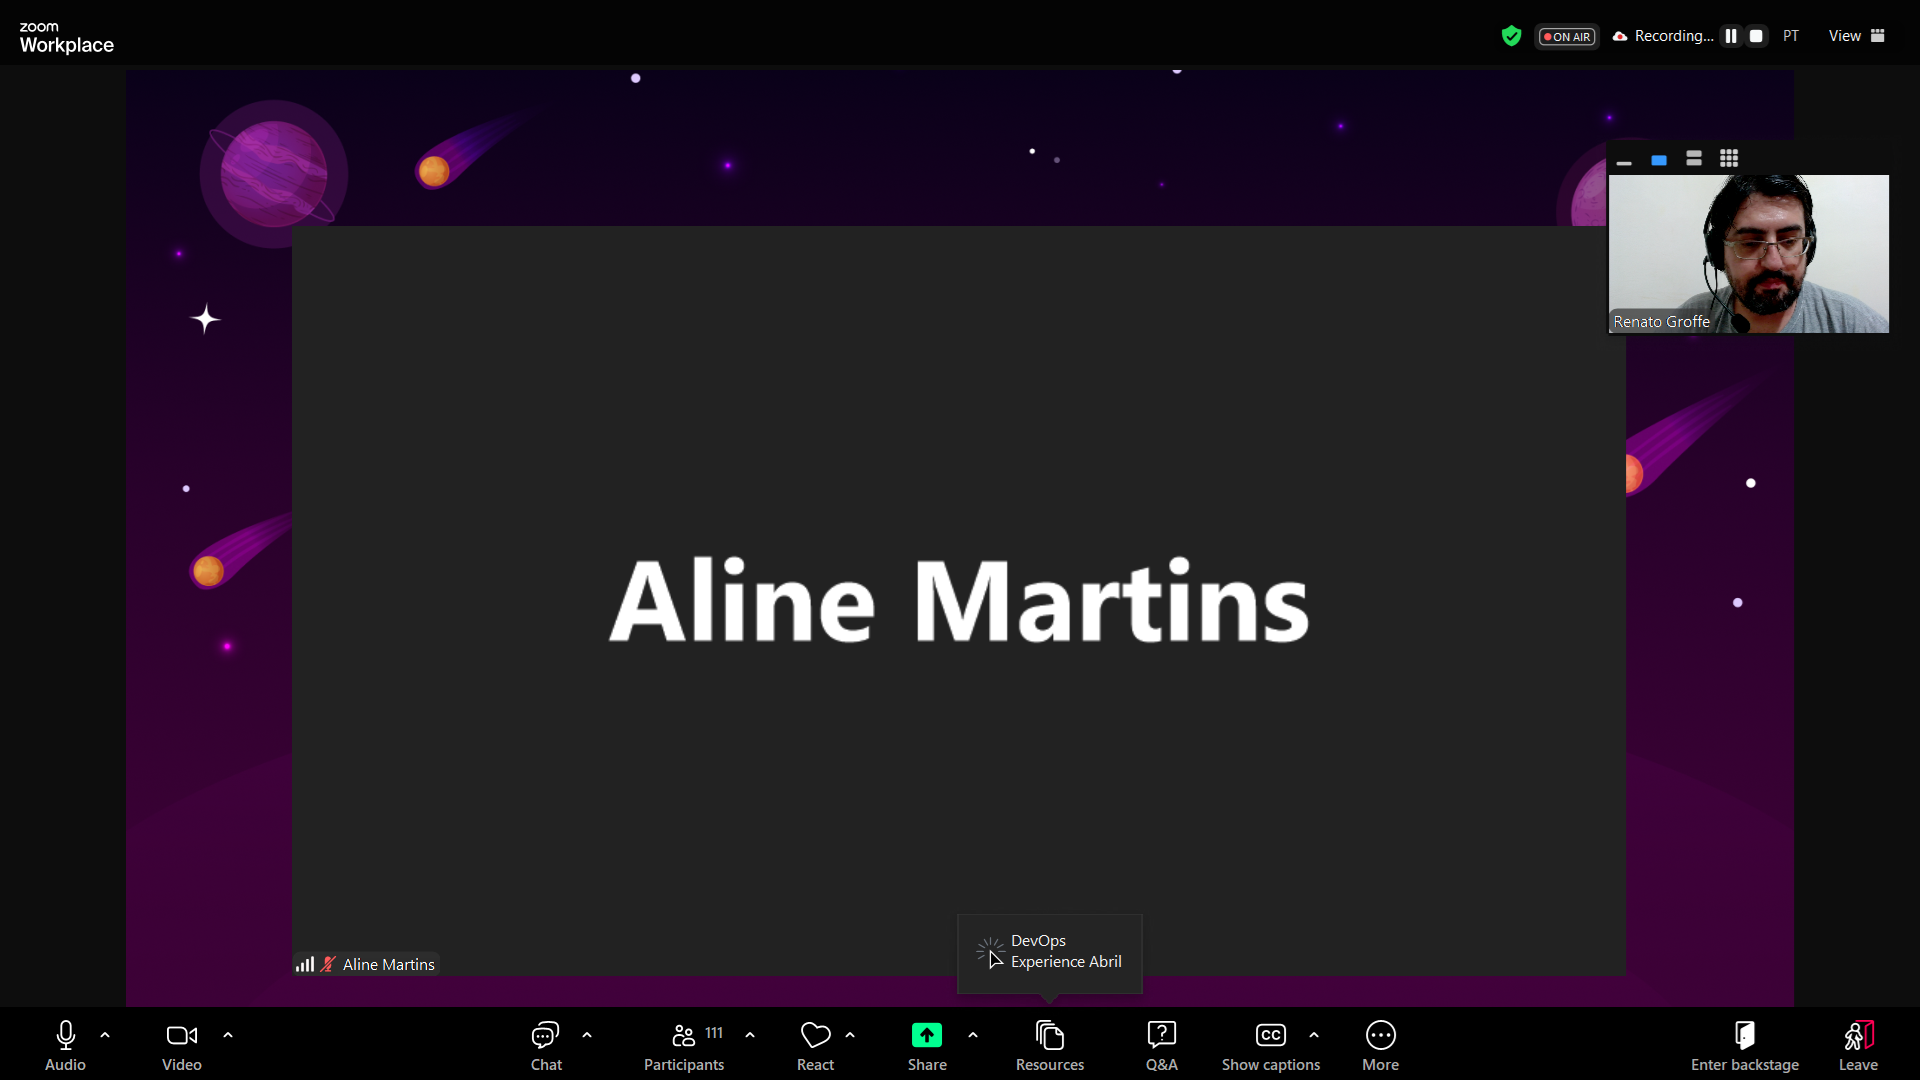 zoom
Workplace
ON AIR
Recording...
PT
View
Renato Groffe
Aline Martins
Aline Martins
DevOps
Experience Abril
Audio
Video
Chat
111
Participants
React
Share
Resources
Q&A
CC
Show captions
More
Enter backstage
Leave